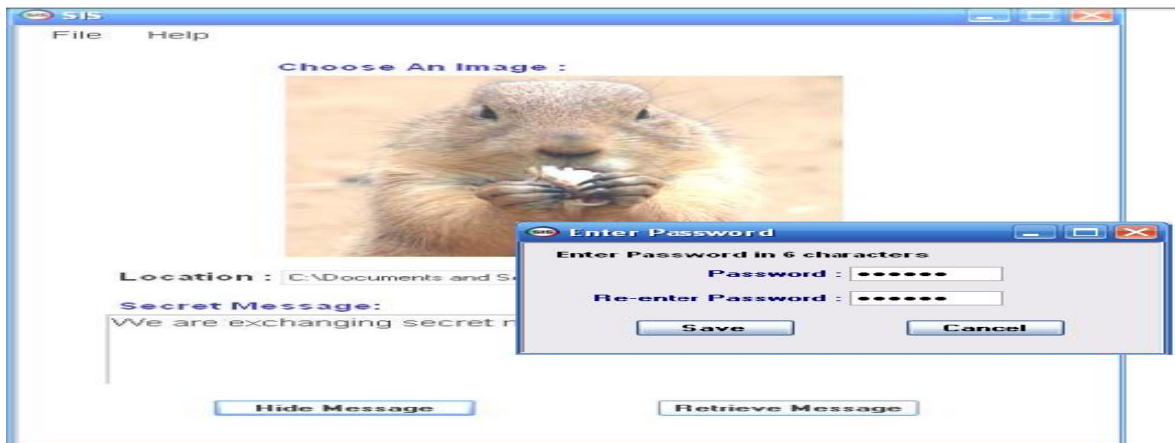 SIS
File Help
Choose An Image :
Location : C:\Documents and S
Secret Message:
We are exchanging secret
Hide Message
Retrieve Message
SIS Enter Password
Enter Password in 6 characters
Password : ●●●●●●
Re-enter Password : ●●●●●●
Save
Cancel